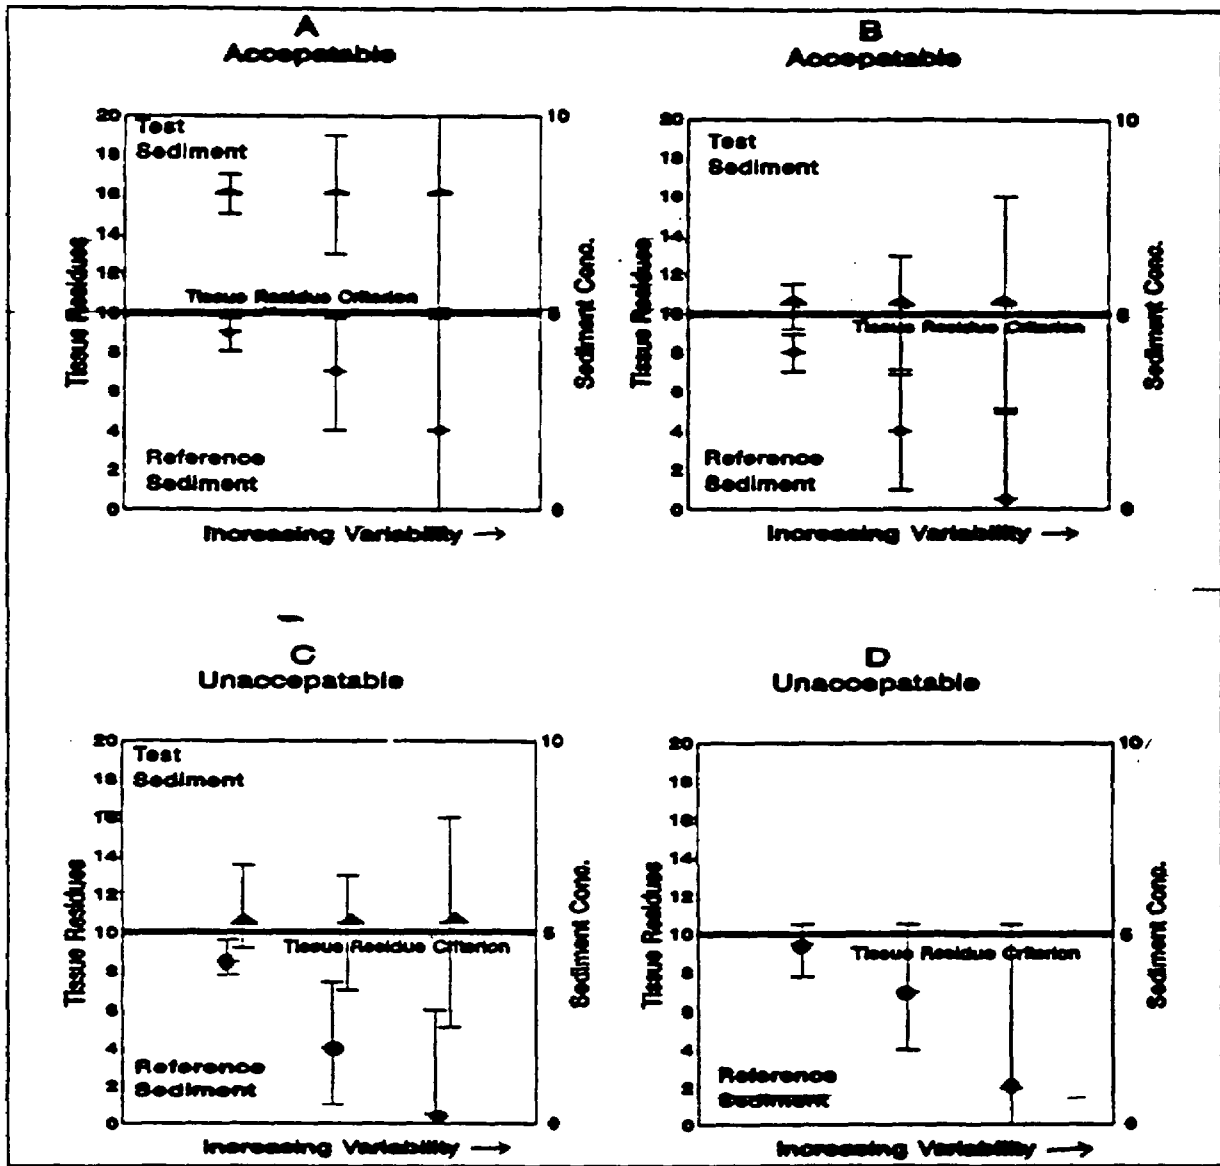 A
Accepatable
20
Test
Sediment
18
16
14
12
Tissue Residue Criterion
10
8
6
4
Reference
Sediment
2
0
Tissue Residues
10
5
0
Sediment Conc.
Increasing Variability →
B
Accepatable
20
Test
Sediment
18
16
14
12
10
Tissue Residue Criterion
8
6
4
Reference
Sediment
2
0
Tissue Residues
10
5
0
Sediment Conc.
Increasing Variability →
C
Unaccepatable
20
Test
Sediment
18
16
14
12
10
Tissue Residue Criterion
8
6
4
Reference
Sediment
2
0
Tissue Residues
10
5
0
Sediment Conc.
Increasing Variability →
D
Unaccepatable
20
18
16
14
12
10
Tissue Residue Criterion
8
6
4
2
Reference
Sediment
0
Tissue Residues
10
5
0
Sediment Conc.
Increasing Variability →